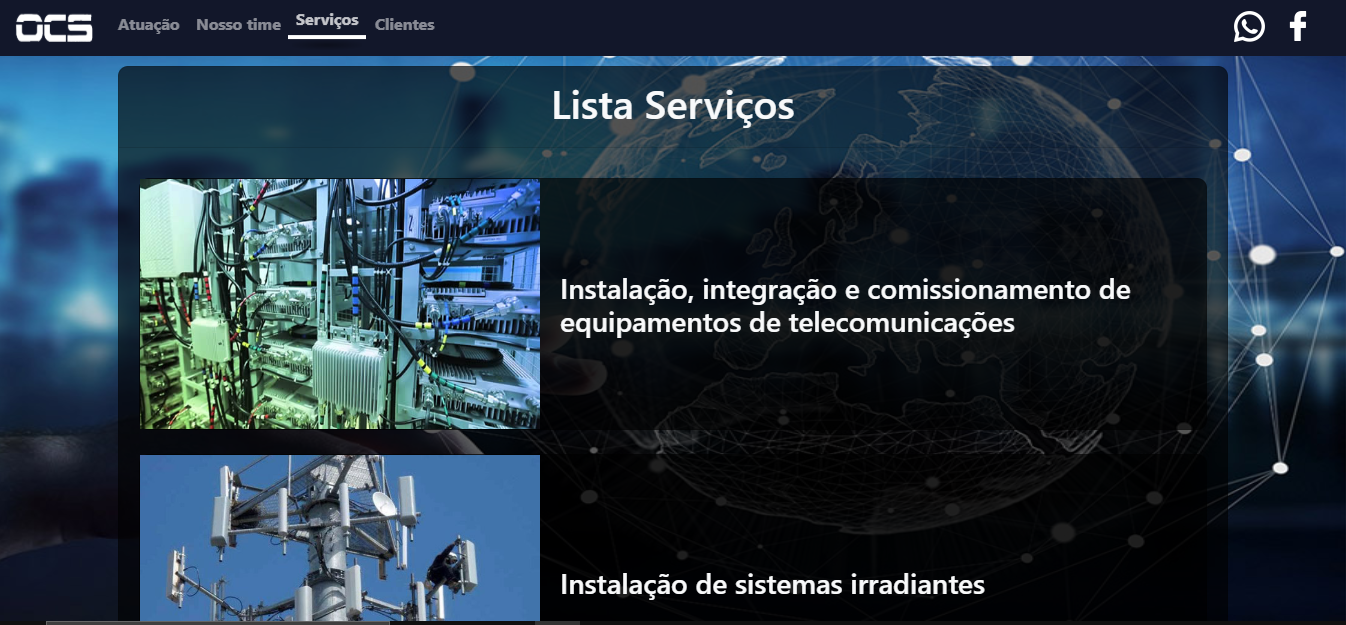 OCS
Atuação Nosso time Serviços Clientes
Lista Serviços
Instalação, integração e comissionamento de
equipamentos de telecomunicações
Instalação de sistemas irradiantes